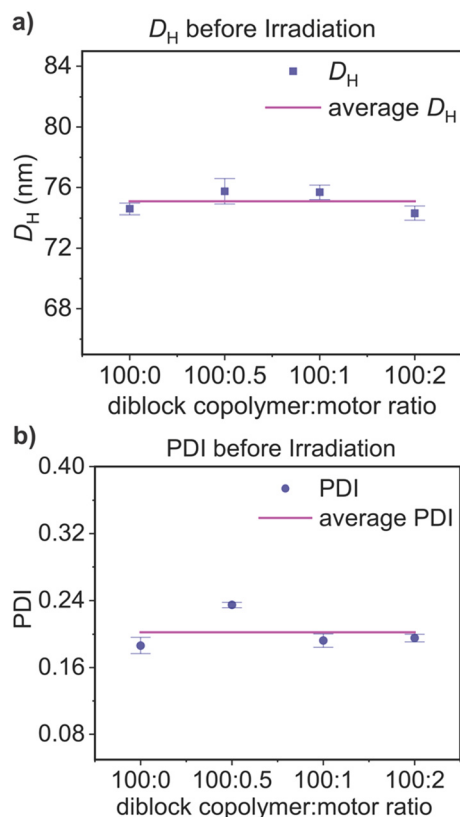 a)
D_H before Irradiation
D_H
average D_H
D_H (nm)
84
80
76
72
68
100:0 100:0.5 100:1 100:2
diblock copolymer:motor ratio
b)
PDI before Irradiation
PDI
average PDI
PDI
0.40
0.32
0.24
0.16
0.08
100:0 100:0.5 100:1 100:2
diblock copolymer:motor ratio